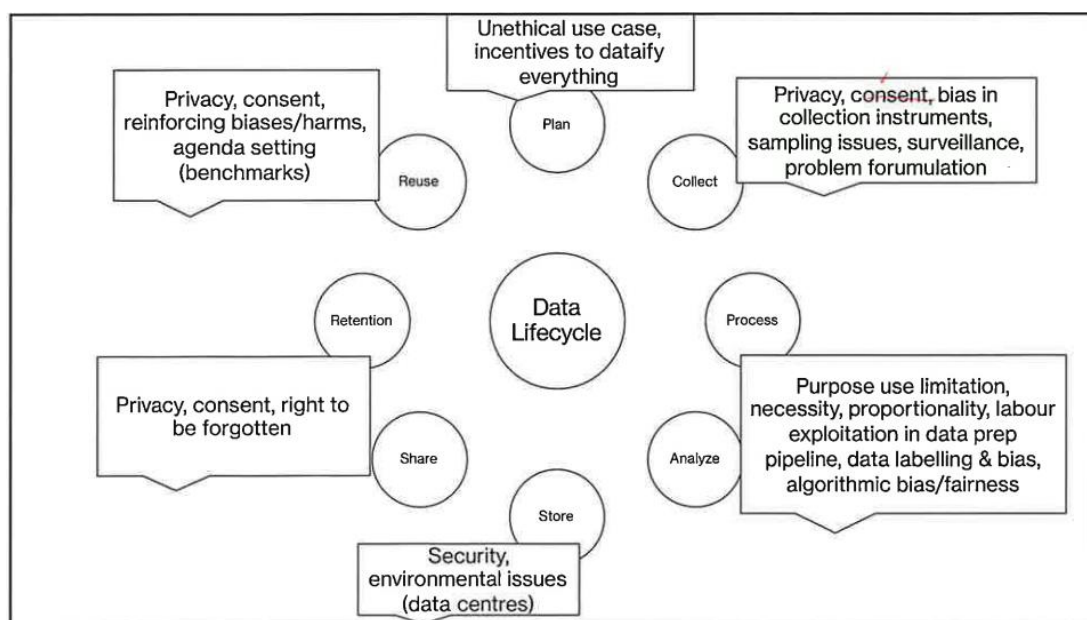 Unethical use case,
incentives to dataify
everything
Plan
Privacy, consent,
reinforcing biases/harms,
agenda setting
(benchmarks)
Reuse
Privacy, consent, bias in
collection instruments,
sampling issues, surveillance,
problem forumulation
Collect
Data
Lifecycle
Retention
Process
Privacy, consent, right to
be forgotten
Share
Purpose use limitation,
necessity, proportionality, labour
exploitation in data prep
pipeline, data labelling & bias,
algorithmic bias/fairness
Analyze
Store
Security,
environmental issues
(data centres)